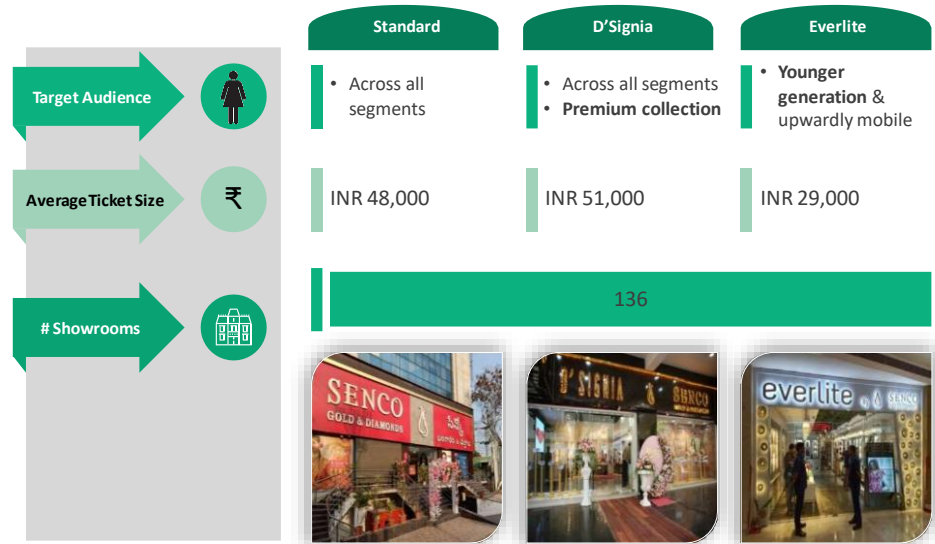 Standard
D'Signia
Everlite
Target Audience
• Across all
segments
• Across all segments
• Premium collection
• Younger
generation &
upwardly mobile
Average Ticket Size
₹
INR 48,000
INR 51,000
INR 29,000
# Showrooms
136
SENCO
GOLD & DIAMONDS
సెన్కో
D'SIGNIA
SENCO
everlite
by
SENCO